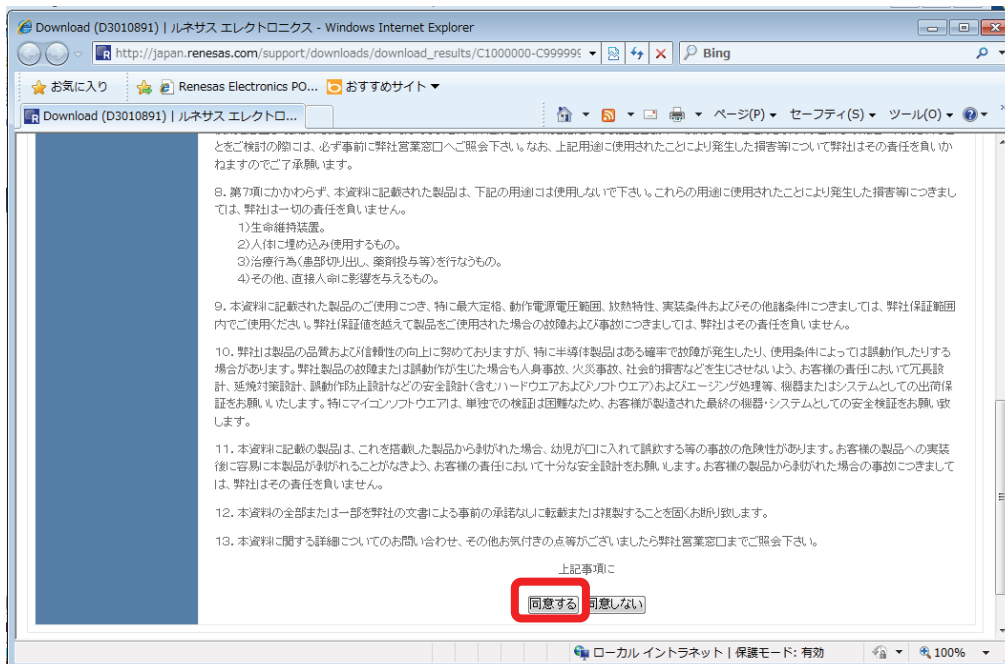 Download (D3010891) | ルネサス エレクトロニクス - Windows Internet Explorer
http://japan.renesas.com/support/downloads/download_results/C1000000-C999999
Bing
お気に入り Renesas Electronics PO... おすすめサイト ▼
Download (D3010891) | ルネサス エレクトロ...
ページ(P) ▼ セーフティ(S) ▼ ツール(O) ▼
とをご検討の際には、必ず事前に弊社営業窓口へご照会下さい。なお、上記用途に使用されたことにより発生した損害等について弊社はその責任を負いか
ねますのでご了承願います。
8. 第7項にかかわらず、本資料に記載された製品は、下記の用途には使用しないで下さい。これらの用途に使用されたことにより発生した損害等につきまし
ては、弊社は一切の責任を負いません。
1)生命維持装置。
2)人体に埋め込み使用するもの。
3)治療行為(患部切り出し、薬剤投与等)を行なうもの。
4)その他、直接人命に影響を与えるもの。
9. 本資料に記載された製品のご使用につき、特に最大定格、動作電源電圧範囲、放熱特性、実装条件およびその他諸条件につきましては、弊社保証範囲
内でご使用ください。弊社保証値を越えて製品をご使用された場合の故障および事故につきましては、弊社はその責任を負いません。
10. 弊社は製品の品質および信頼性の向上に努めておりますが、特に半導体製品はある確率で故障が発生したり、使用条件によっては誤動作したりする
場合があります。弊社製品の故障または誤動作が生じた場合も人身事故、火災事故、社会的損害などを生じさせないよう、お客様の責任において冗長設
計、延焼対策設計、誤動作防止設計などの安全設計(含むハードウエアおよびソフトウエア)およびエージング処理等、機器またはシステムとしての出荷保
証をお願いいたします。特にマイコンソフトウエアは、単独での検証は困難なため、お客様が製造された最終の機器・システムとしての安全検証をお願い致
します。
11. 本資料に記載の製品は、これを搭載した製品から剥がれた場合、幼児が口に入れて誤飲する等の事故の危険性があります。お客様の製品への実装
後に容易に本製品が剥がれることがなきよう、お客様の責任において十分な安全設計をお願いします。お客様の製品から剥がれた場合の事故につきまして
は、弊社はその責任を負いません。
12. 本資料の全部または一部を弊社の文書による事前の承諾なしに転載または複製することを固くお断り致します。
13. 本資料に関する詳細についてのお問い合わせ、その他お気付きの点等がございましたら弊社営業窓口までご照会下さい。
上記事項に
同意する 同意しない
ローカル イントラネット | 保護モード: 有効 100%